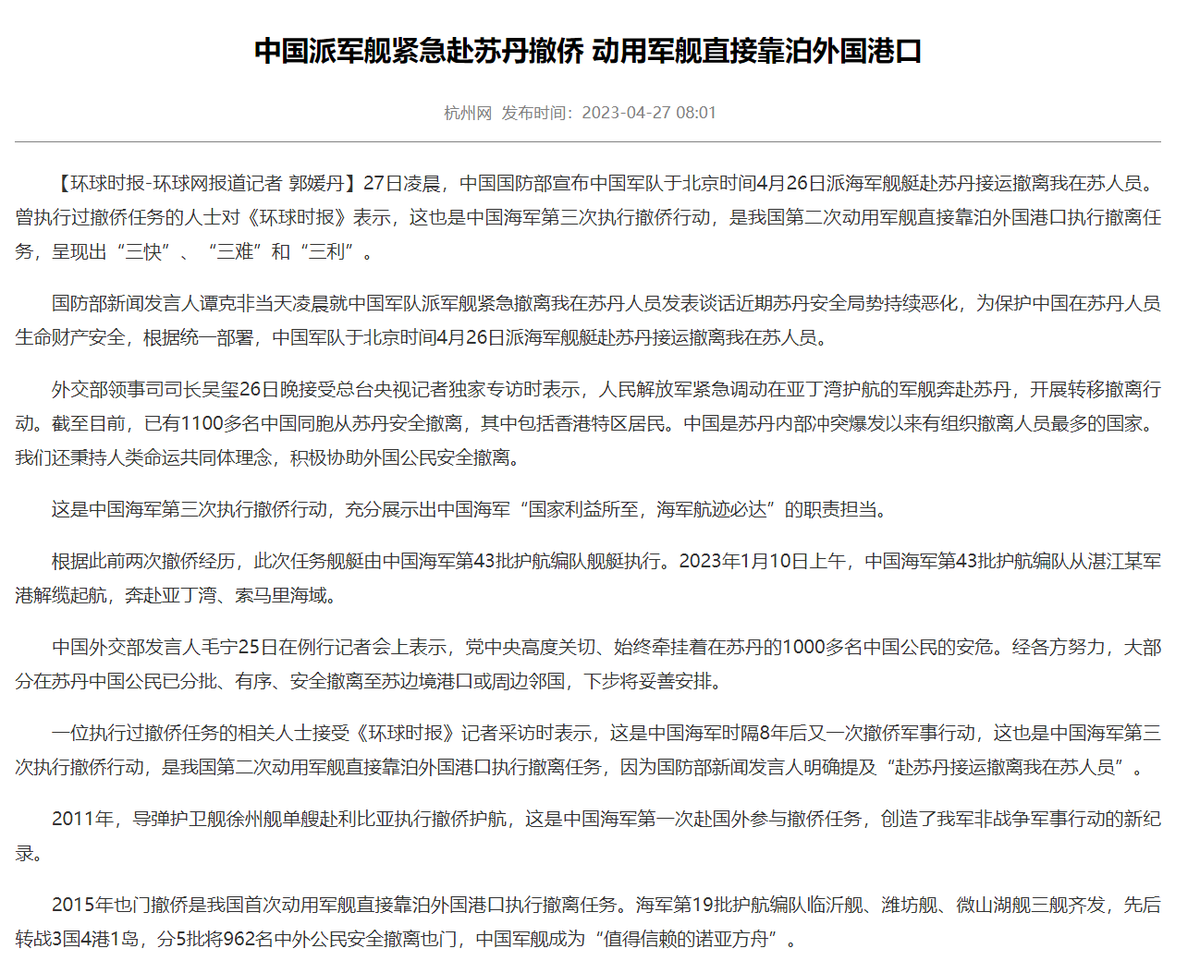 中国派军舰紧急赴苏丹撤侨 动用军舰直接靠泊外国港口
杭州网 发布时间：2023-04-27 08:01
【环球时报-环球网报道记者 郭媛丹】27日凌晨，中国国防部宣布中国军队于北京时间4月26日派海军舰艇赴苏丹接运撤离我在苏人员。
曾执行过撤侨任务的人士对《环球时报》表示，这也是中国海军第三次执行撤侨行动，是我国第二次动用军舰直接靠泊外国港口执行撤离任
务，呈现出“三快”、“三难”和“三利”。
国防部新闻发言人谭克非当天凌晨就中国军队派军舰紧急撤离我在苏丹人员发表谈话近期苏丹安全局势持续恶化，为保护中国在苏丹人员
生命财产安全，根据统一部署，中国军队于北京时间4月26日派海军舰艇赴苏丹接运撤离我在苏人员。
外交部领事司司长吴玺26日晚接受总台央视记者独家专访时表示，人民解放军紧急调动在亚丁湾护航的军舰奔赴苏丹，开展转移撤离行
动。截至目前，已有1100多名中国同胞从苏丹安全撤离，其中包括香港特区居民。中国是苏丹内部冲突爆发以来有组织撤离人员最多的国家。
我们还秉持人类命运共同体理念，积极协助外国公民安全撤离。
这是中国海军第三次执行撤侨行动，充分展示出中国海军“国家利益所至，海军航迹必达”的职责担当。
根据此前两次撤侨经历，此次任务舰艇由中国海军第43批护航编队舰艇执行。2023年1月10日上午，中国海军第43批护航编队从湛江某军
港解缆起航，奔赴亚丁湾、索马里海域。
中国外交部发言人毛宁25日在例行记者会上表示，党中央高度关切、始终牵挂着在苏丹的1000多名中国公民的安危。经各方努力，大部
分在苏丹中国公民已分批、有序、安全撤离至苏边境港口或周边邻国，下步将妥善安排。
一位执行过撤侨任务的相关人士接受《环球时报》记者采访时表示，这是中国海军时隔8年后又一次撤侨军事行动，这也是中国海军第三
次执行撤侨行动，是我国第二次动用军舰直接靠泊外国港口执行撤离任务，因为国防部新闻发言人明确提及“赴苏丹接运撤离我在苏人员”。
2011年，导弹护卫舰徐州舰单艘赴利比亚执行撤侨护航，这是中国海军第一次赴国外参与撤侨任务，创造了我军非战争军事行动的新纪
录。
2015年也门撤侨是我国首次动用军舰直接靠泊外国港口执行撤离任务。海军第19批护航编队临沂舰、潍坊舰、微山湖舰三舰齐发，先后
转战3国4港1岛，分5批将962名中外公民安全撤离也门，中国军舰成为“值得信赖的诺亚方舟”。